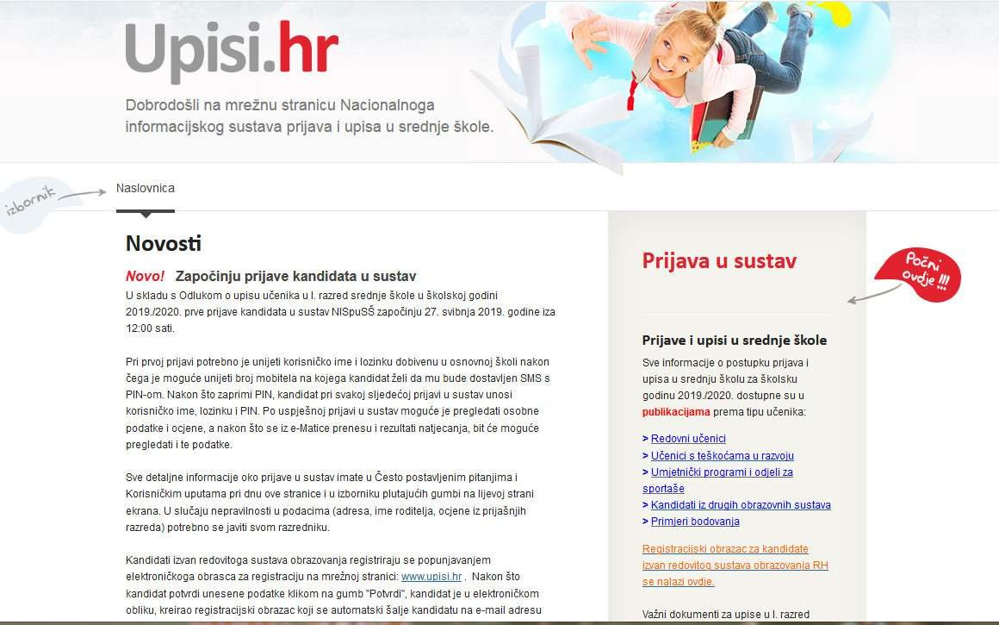 Upisi.hr
Dobrodošli na mrežnu stranicu Nacionalnoga
informacijskog sustava prijava i upisa u srednje škole.
izbornik
Naslovnica
Novosti
Novo! Započinju prijave kandidata u sustav
U skladu s Odlukom o upisu učenika u I. razred srednje škole u školskoj godini
2019./2020. prve prijave kandidata u sustav NISpuSŠ započinju 27. svibnja 2019. godine iza
12:00 sati.
Pri prvoj prijavi potrebno je unijeti korisničko ime i lozinku dobivenu u osnovnoj školi nakon
čega je moguće unijeti broj mobitela na kojega kandidat želi da mu bude dostavljen SMS s
PIN-om. Nakon što zaprimi PIN, kandidat pri svakoj sljedećoj prijavi u sustav unosi
korisničko ime, lozinku i PIN. Po uspješnoj prijavi u sustav moguće je pregledati osobne
podatke i ocjene, a nakon što se iz e-Matice prenesu i rezultati natjecanja, bit će moguće
pregledati i te podatke.
Sve detaljne informacije oko prijave u sustav imate u Često postavljenim pitanjima i
Korisničkim uputama pri dnu ove stranice i u izborniku plutajućih gumbi na lijevoj strani
ekrana. U slučaju nepravilnosti u podacima (adresa, ime roditelja, ocjene iz prijašnjih
razreda) potrebno se javiti svom razredniku.
Kandidati izvan redovitoga sustava obrazovanja registriraju se popunjavanjem
elektroničkoga obrasca za registraciju na mrežnoj stranici: www.upisi.hr . Nakon što
kandidat potvrdi unesene podatke klikom na gumb "Potvrdi", kandidat je u elektroničkom
obliku, kreirao registracijski obrazac koji se automatski šalje kandidatu na e-mail adresu
Prijava u sustav
Počni
ovdje !!!
Prijave i upisi u srednje škole
Sve informacije o postupku prijava i
upisa u srednju školu za školsku
godinu 2019./2020. dostupne su u
publikacijama prema tipu učenika:
> Redovni učenici
> Učenici s teškoćama u razvoju
> Umjetnički programi i odjeli za
sportaše
> Kandidati iz drugih obrazovnih sustava
> Primjeri bodovanja
Registracijski obrazac za kandidate
izvan redovitog sustava obrazovanja RH
se nalazi ovdje.
Važni dokumenti za upise u I. razred